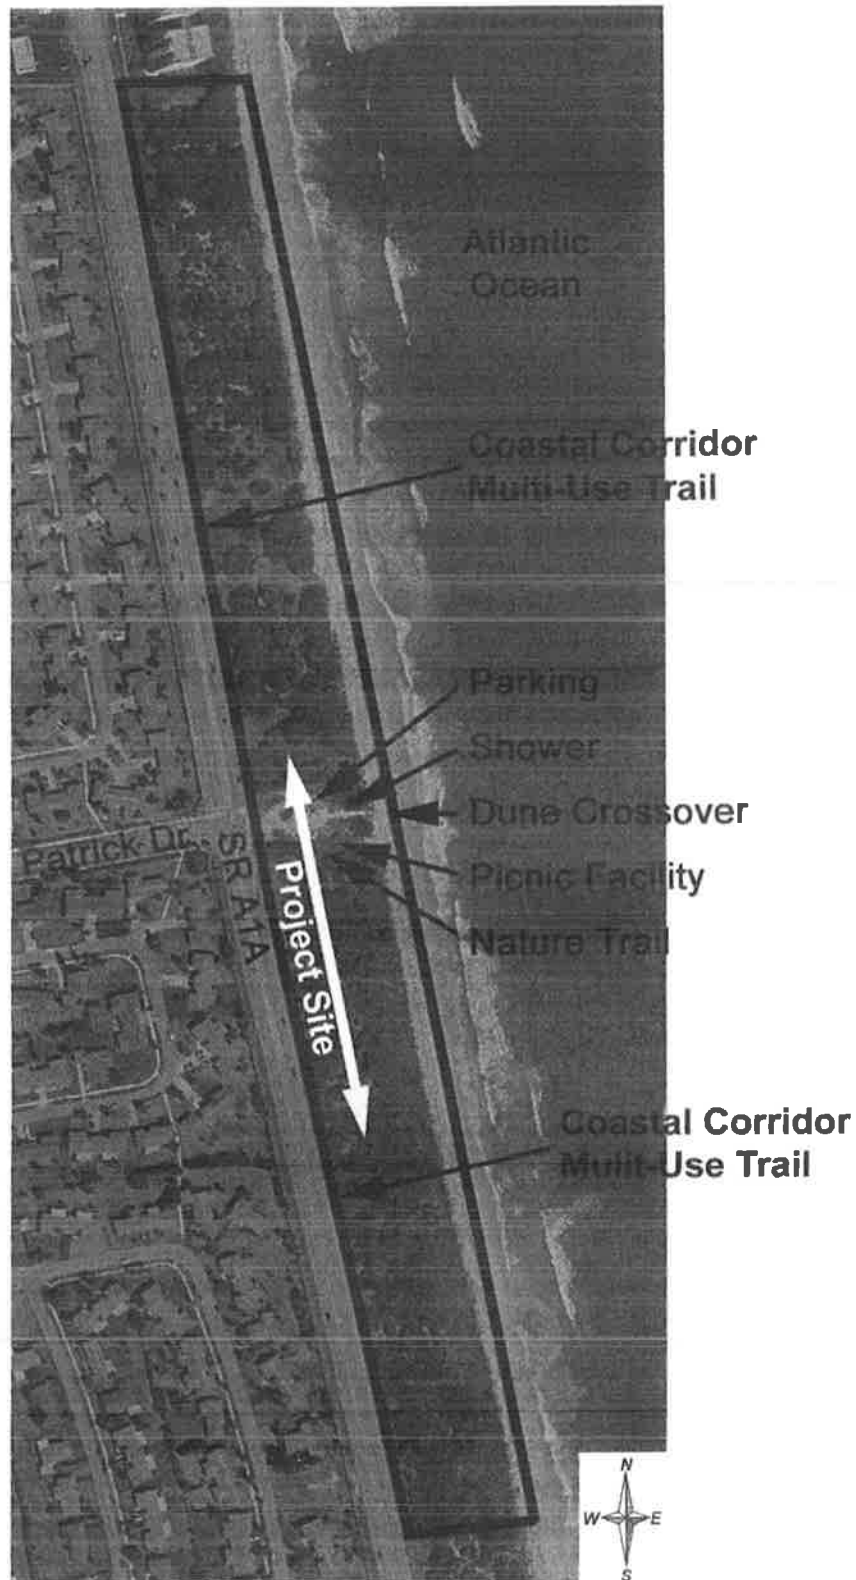 Atlantic
Ocean
Coastal Corridor
Multi-Use Trail
Parking
Shower
Dune Crossover
Patrick Dr
SR A1A
Project Site
Picnic Facility
Nature Trail
Coastal Corridor
Mulit-Use Trail
N
W
E
S